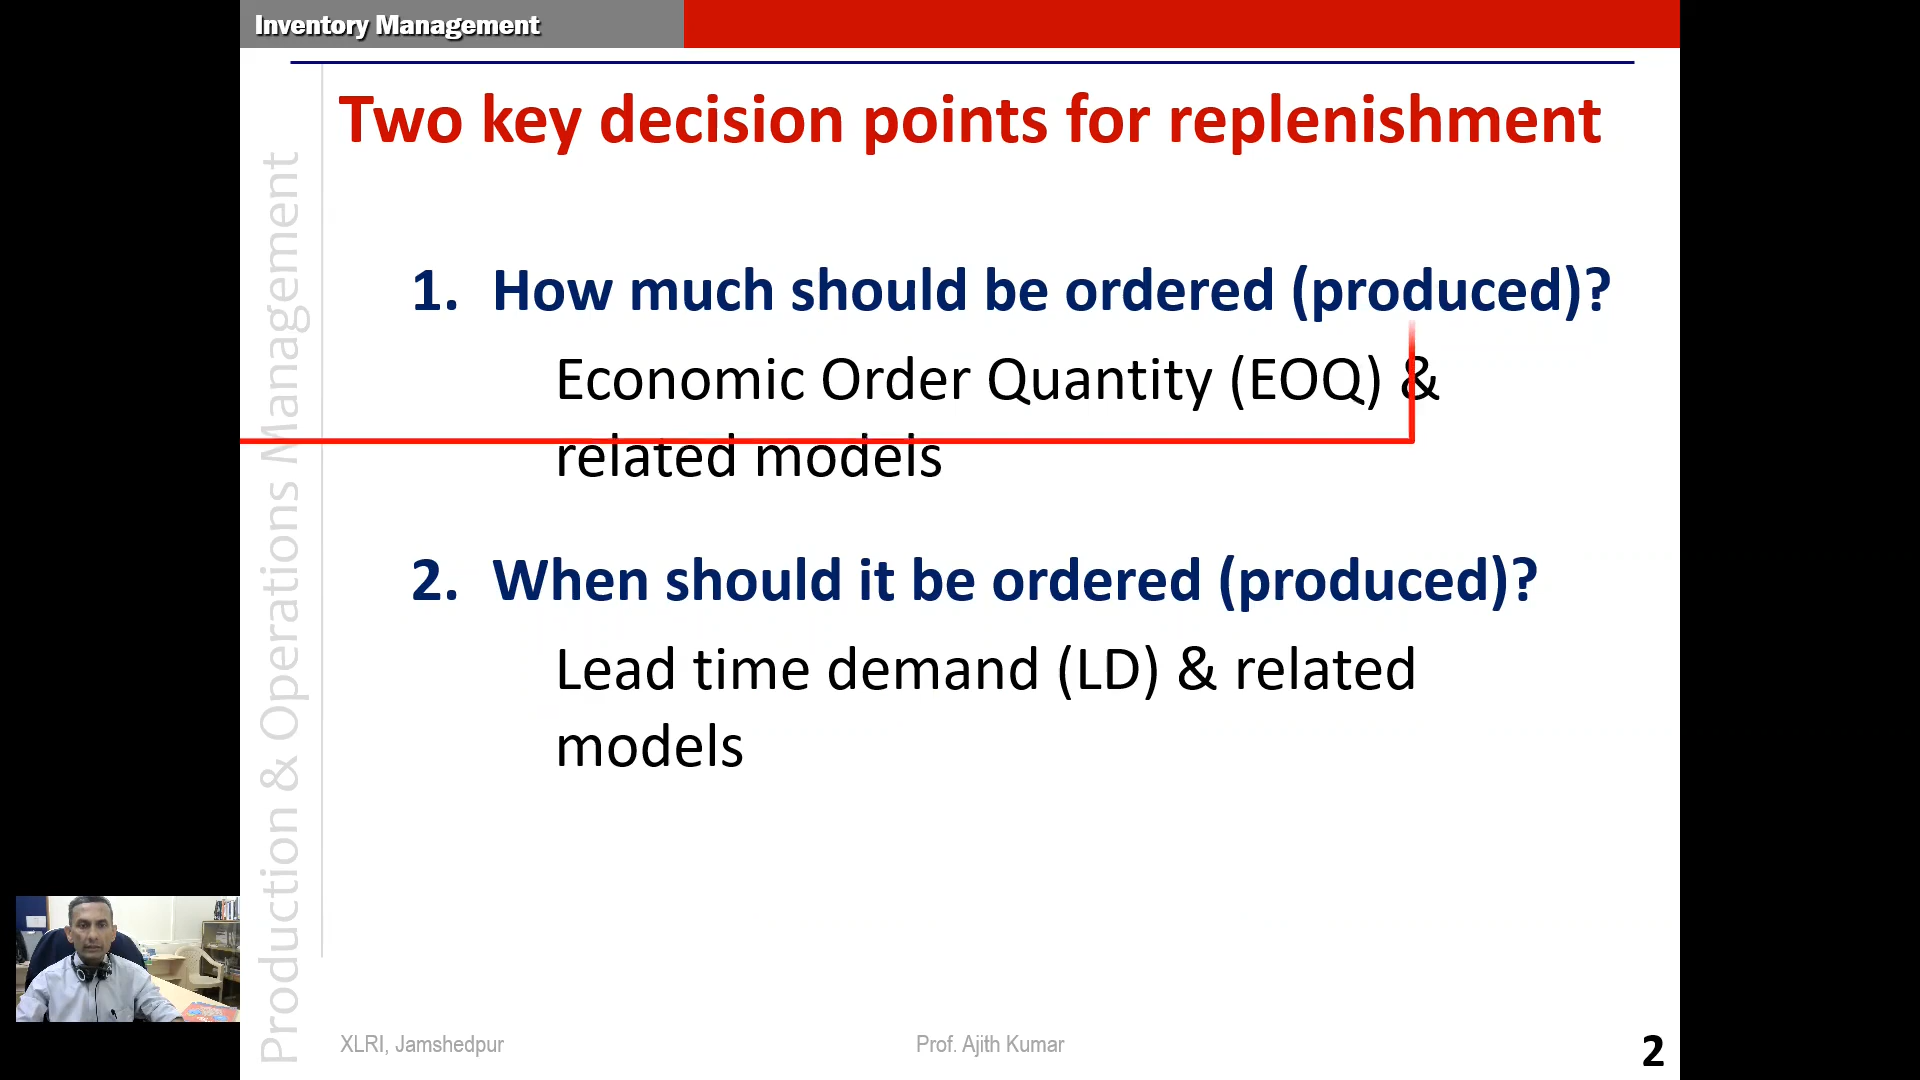 Inventory Management
Two key decision points for replenishment
1. How much should be ordered (produced)?
Economic Order Quantity (EOQ) &
related models
2. When should it be ordered (produced)?
Lead time demand (LD) & related
models
Production & Operations Management
XLRI, Jamshedpur
Prof. Ajith Kumar
2